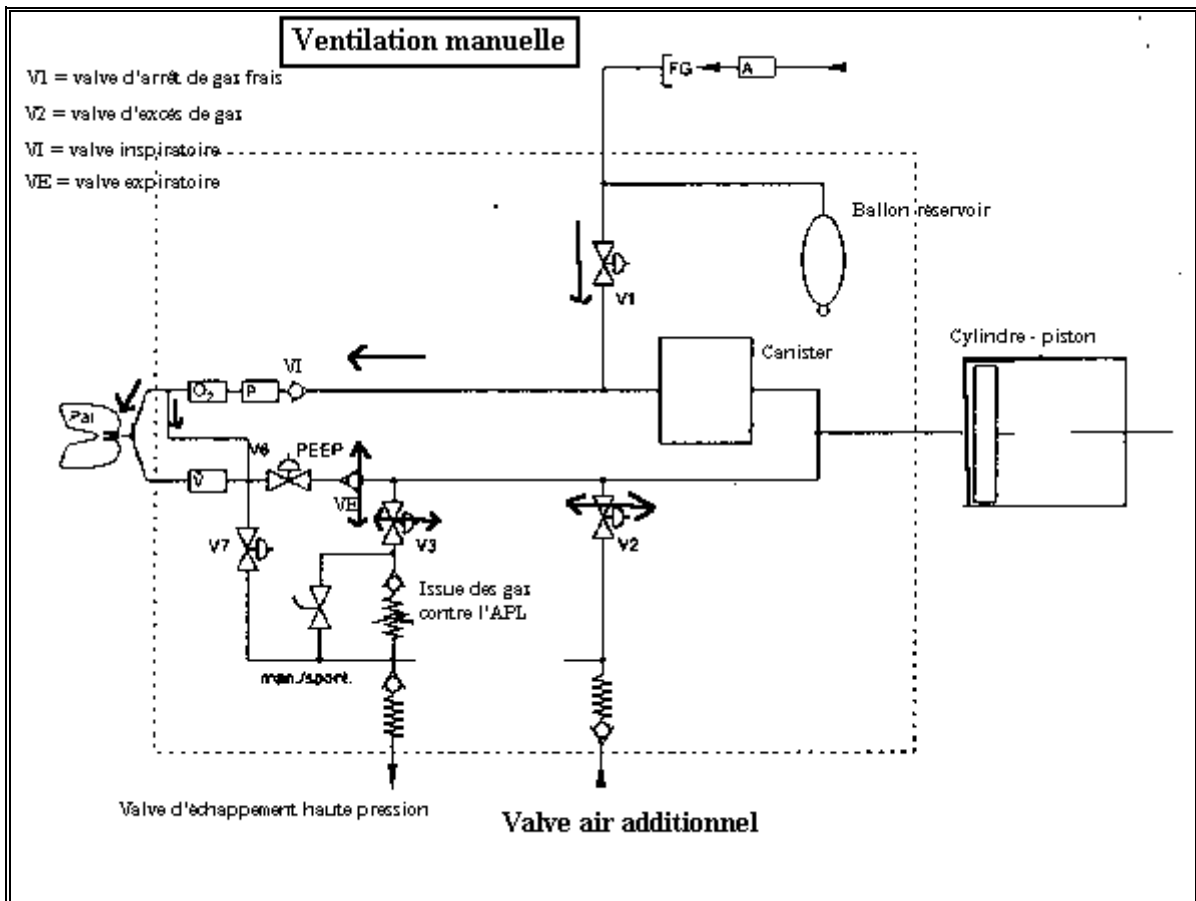 Ventilation manuelle
V1 = valve d'arrêt de gaz frais
V2 = valve d'excés de gaz
VI = valve inspiratoire
VE = valve expiratoire
FG
A
Ballon réservoir
V1
Cylindre - piston
Canister
VI
O2
P
Pai
V6
PEEP
V
VE
V7
V3
V2
Issue des gaz
contre l'APL
man./spont.
Valve d'échappement haute pression
Valve air additionnel